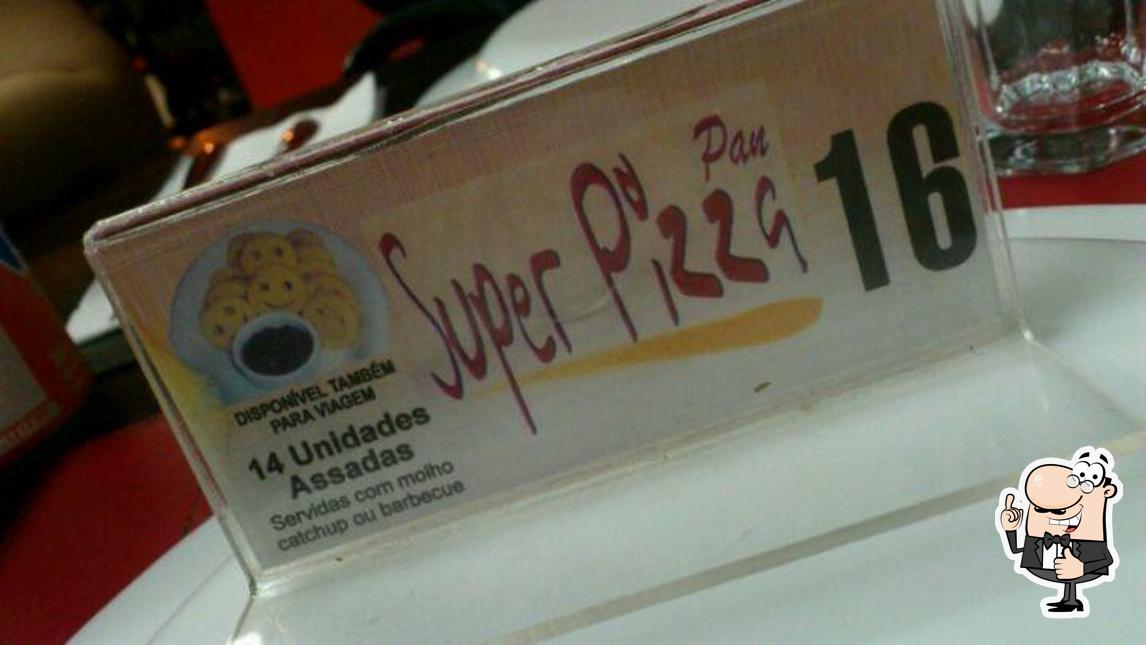 Super Pizza
Pan
16
DISPONÍVEL TAMBÉM
PARA VIAGEM
14 Unidades
Assadas
Servidas com molho
catchup ou barbecue